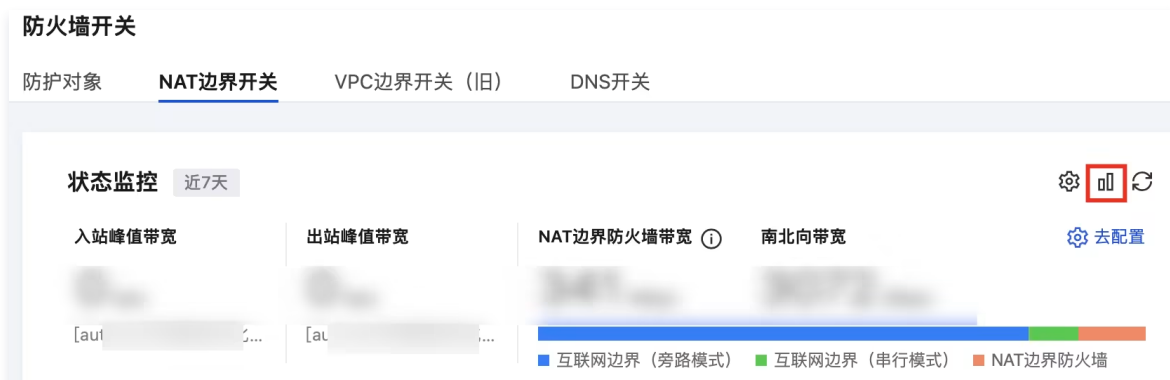 防火墙开关
防护对象 NAT边界开关 VPC边界开关（旧） DNS开关
状态监控 近7天
入站峰值带宽 出站峰值带宽 NAT边界防火墙带宽 南北向带宽 去配置
互联网边界（旁路模式） 互联网边界（串行模式） NAT边界防火墙